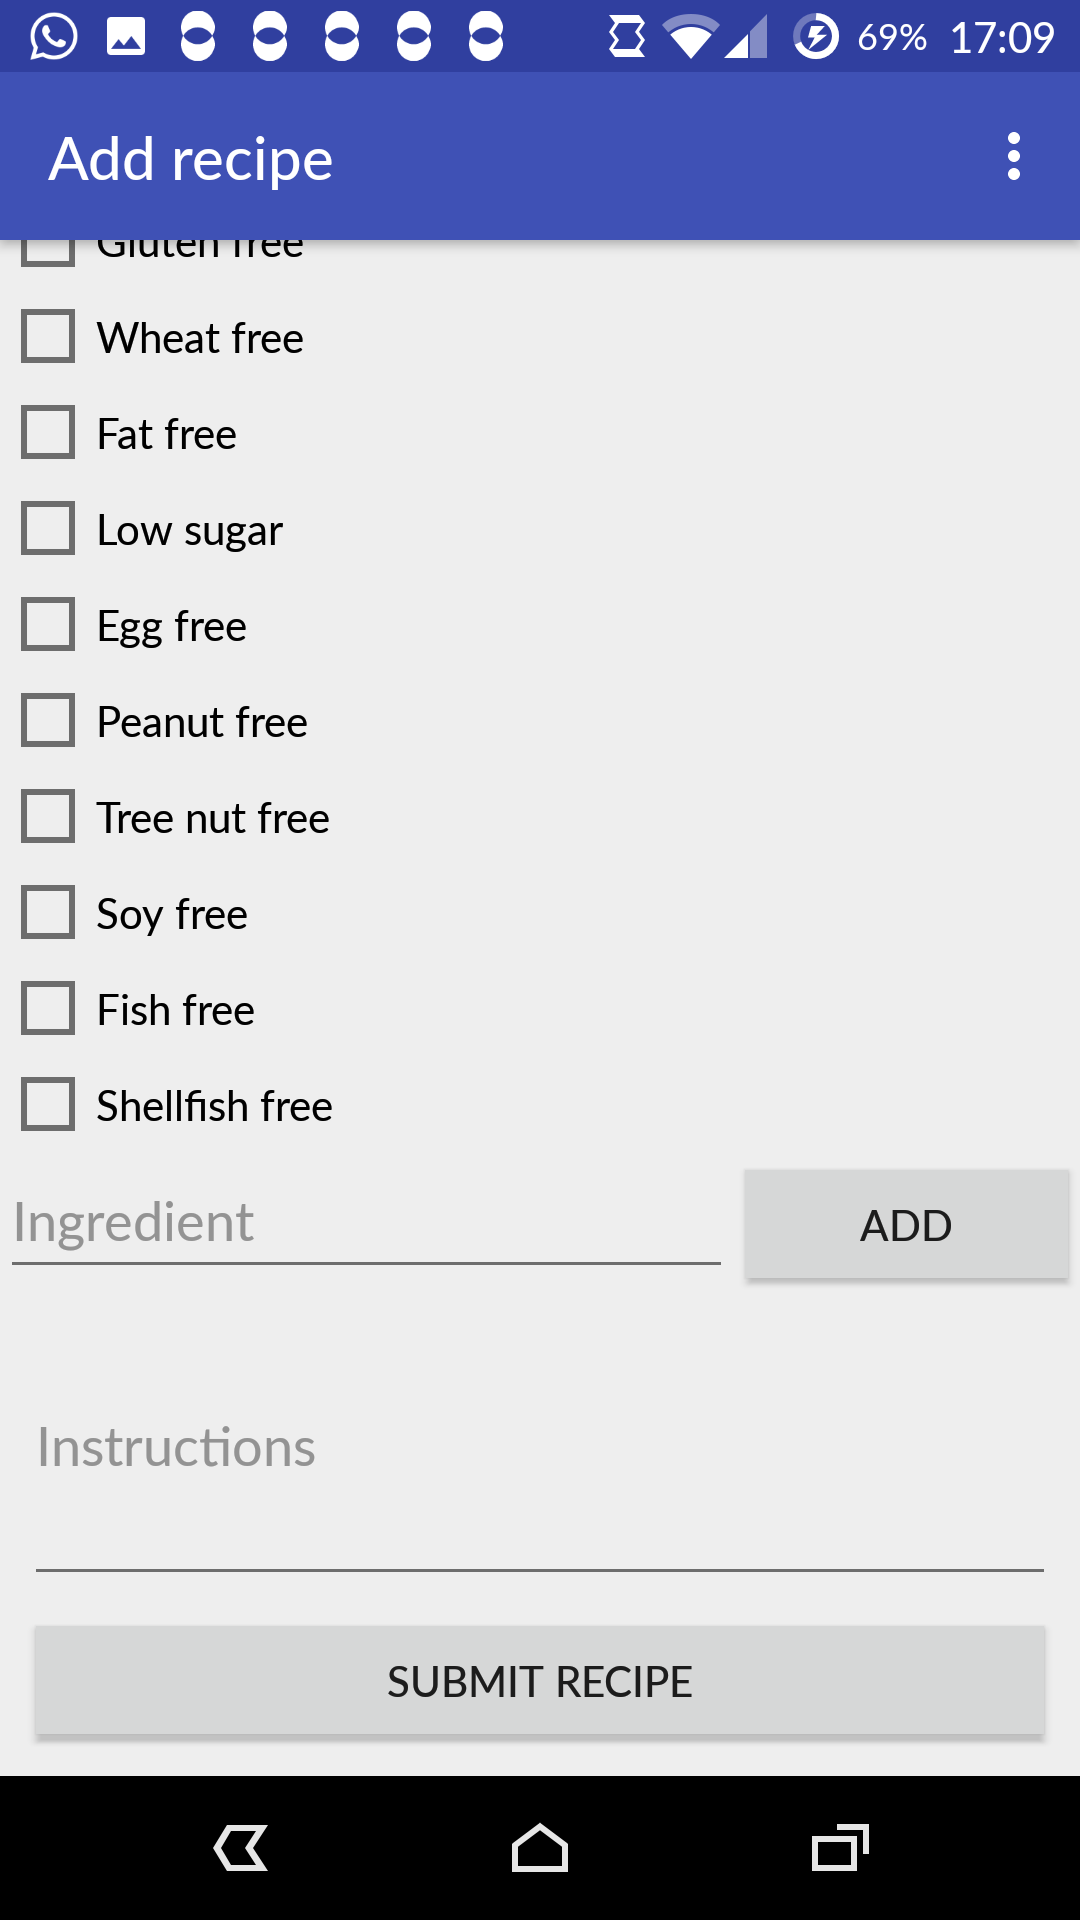 69% 17:09
Add recipe
Gluten free
Wheat free
Fat free
Low sugar
Egg free
Peanut free
Tree nut free
Soy free
Fish free
Shellfish free
Ingredient ADD
Instructions
SUBMIT RECIPE